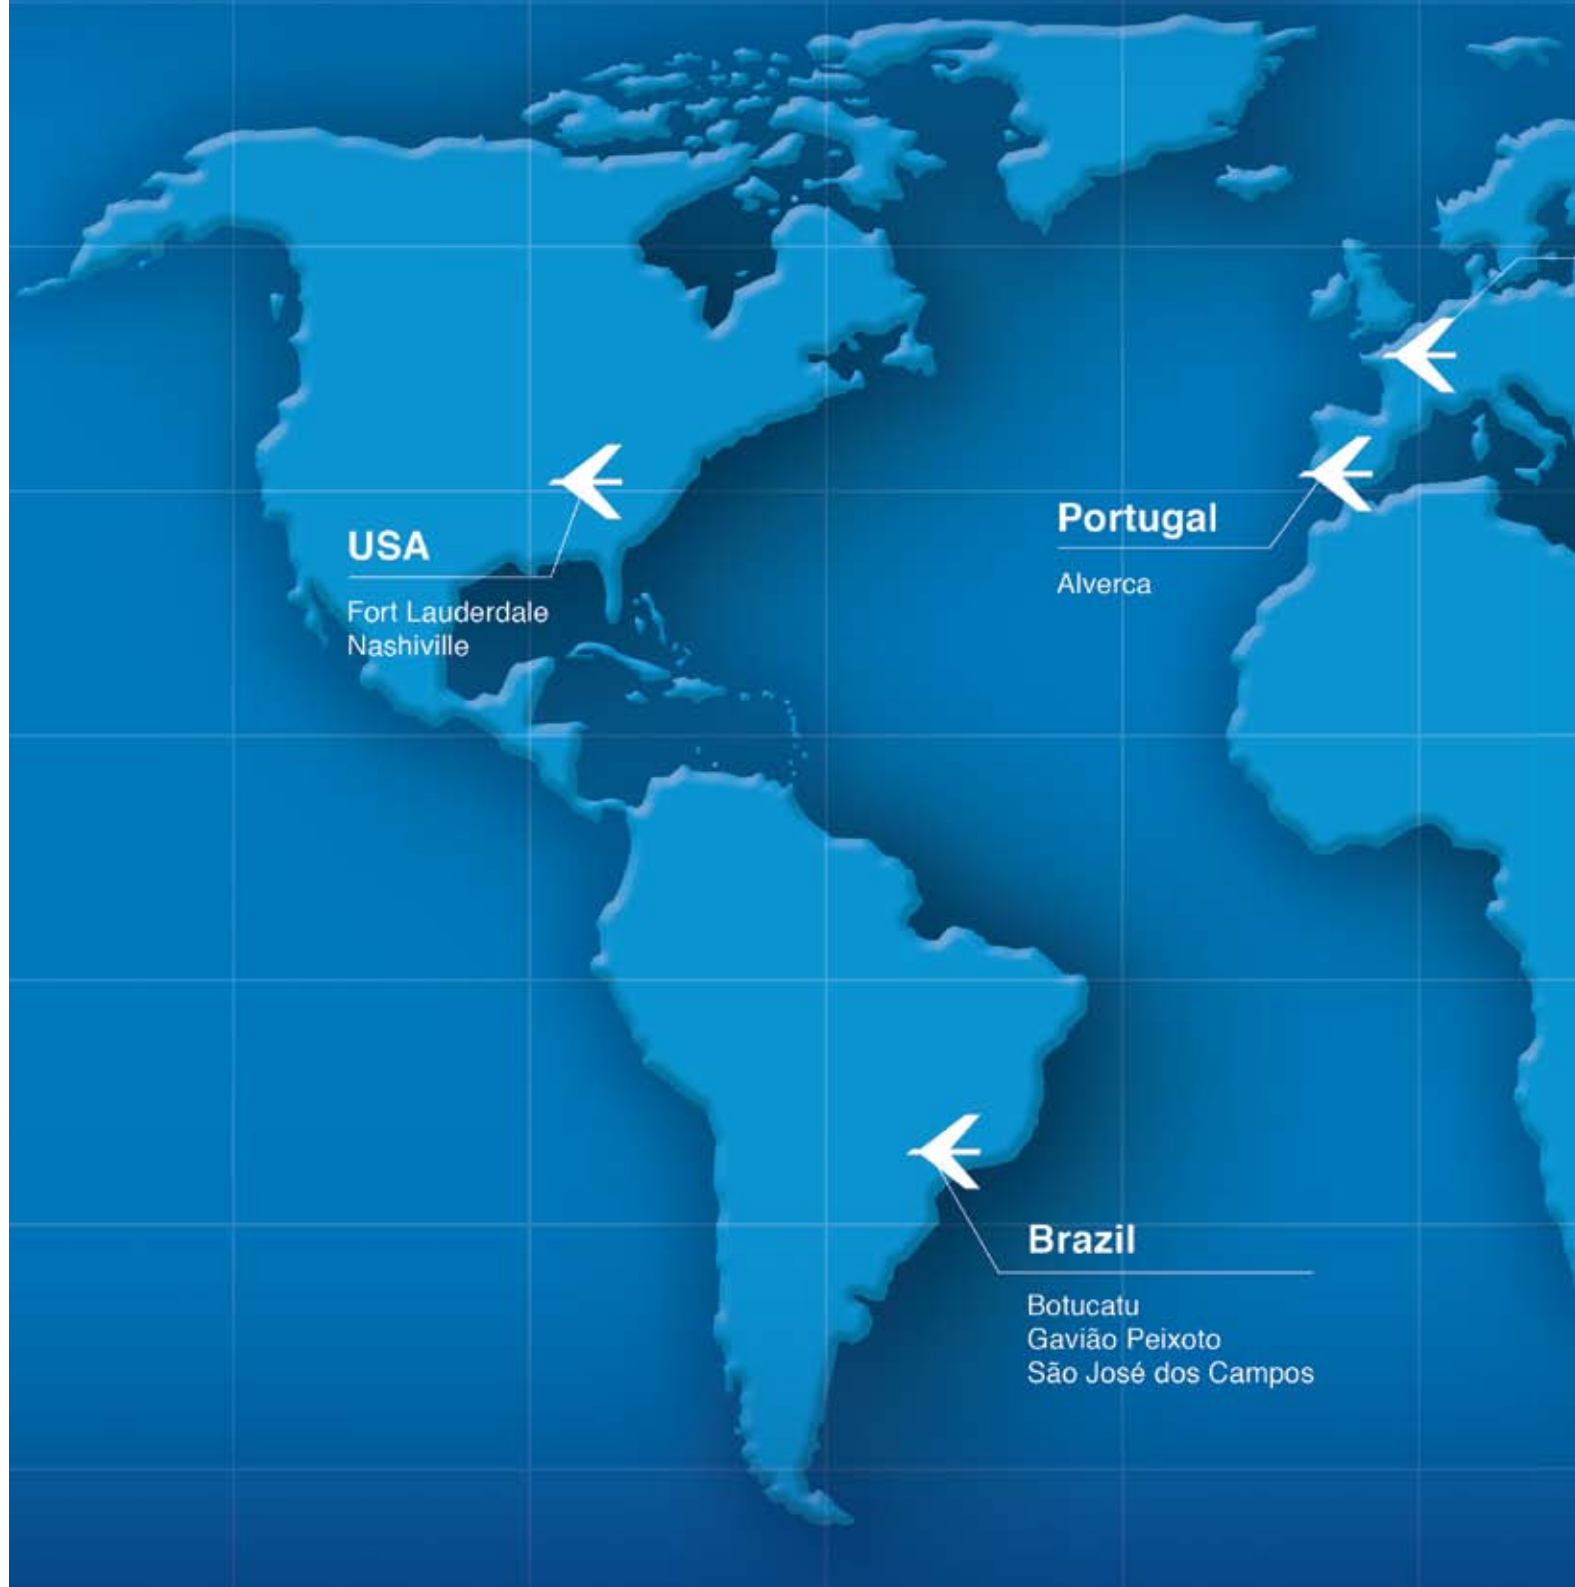 USA
Fort Lauderdale
Nashiville
Portugal
Alverca
Brazil
Botucatu
Gavião Peixoto
São José dos Campos